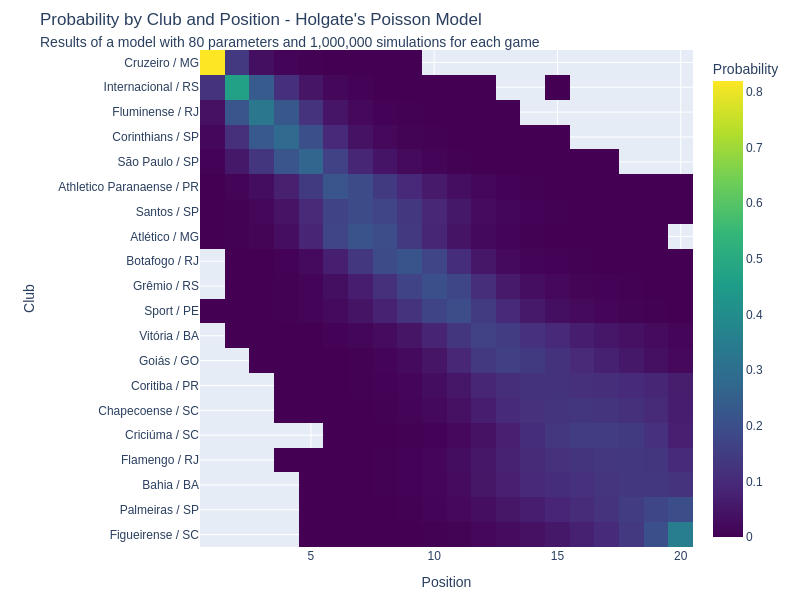 Probability by Club and Position - Holgate's Poisson Model
Results of a model with 80 parameters and 1,000,000 simulations for each game
Probability
Club
Cruzeiro / MG
Internacional / RS
Fluminense / RJ
Corinthians / SP
São Paulo / SP
Athletico Paranaense / PR
Santos / SP
Atlético / MG
Botafogo / RJ
Grêmio / RS
Sport / PE
Vitória / BA
Goiás / GO
Coritiba / PR
Chapecoense / SC
Criciúma / SC
Flamengo / RJ
Bahia / BA
Palmeiras / SP
Figueirense / SC
0.8
0.7
0.6
0.5
0.4
0.3
0.2
0.1
0
5 10 15 20
Position